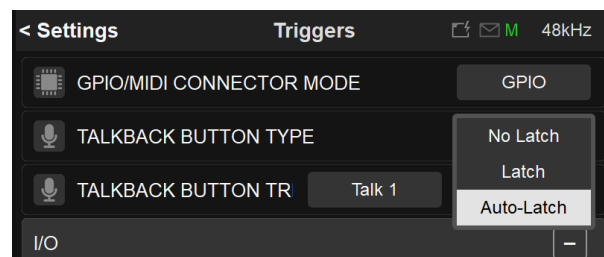 < Settings Triggers M 48kHz
GPIO/MIDI CONNECTOR MODE GPIO
TALKBACK BUTTON TYPE No Latch
Latch
TALKBACK BUTTON TRI Talk 1
Auto-Latch
I/O −